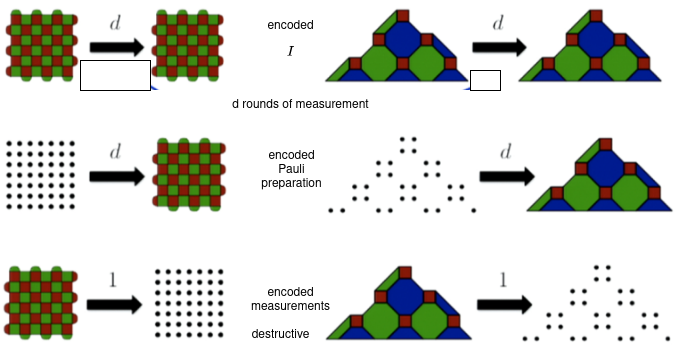 d
encoded
d
I
d rounds of measurement
d
encoded
Pauli
preparation
d
1
encoded
measurements
1
destructive